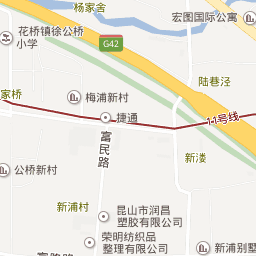 杨家舍
宏图国际公寓
花桥镇徐公桥
小学
G42
陆巷泾
家桥
梅浦新村
捷通
11号线
富民路
新溇
公桥新村
新浦村
昆山市润昌
塑胶有限公司
荣明纺织品
整理有限公司
新浦别墅